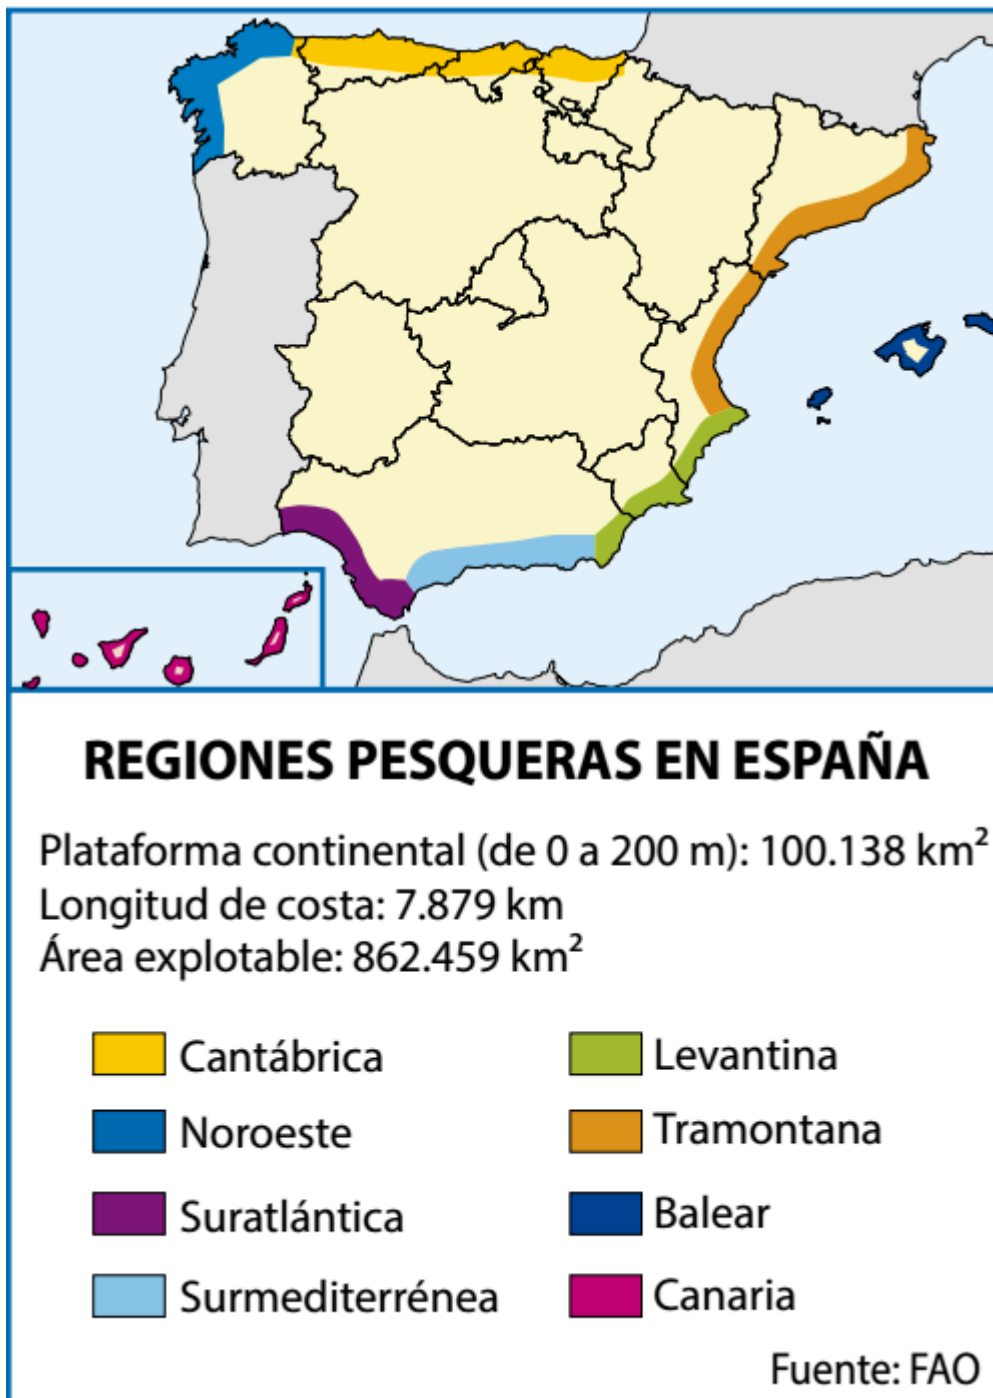 REGIONES PESQUERAS EN ESPAÑA
Plataforma continental (de 0 a 200 m): 100.138 km²
Longitud de costa: 7.879 km
Área explotable: 862.459 km²
Cantábrica
Noroeste
Suratlántica
Surmediterrénea
Levantina
Tramontana
Balear
Canaria
Fuente: FAO